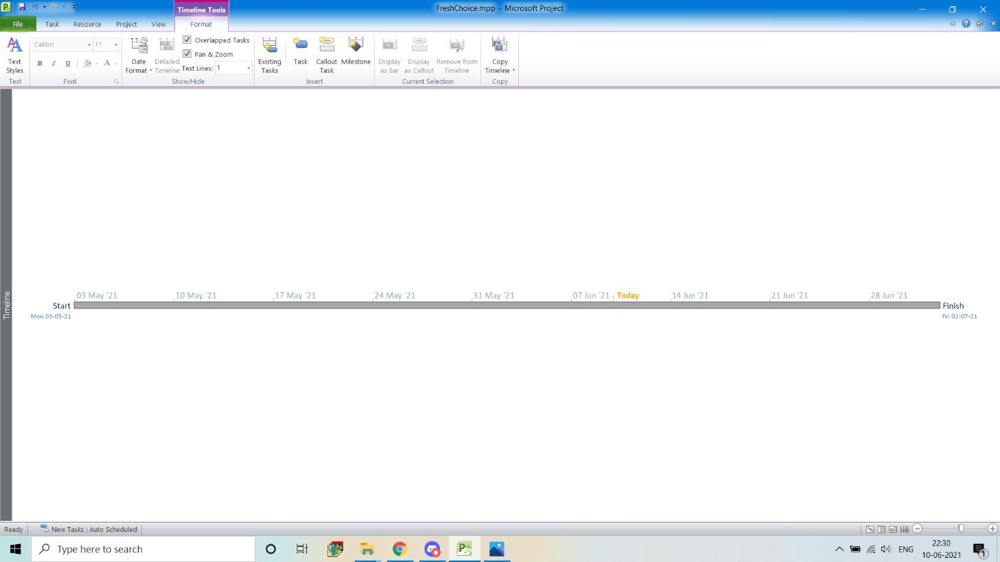 Timeline Tools
FreshChoice.mpp - Microsoft Project
File Task Resource Project View Format
Text Styles
Calibri 11
B I U A
Date Format
Detailed Timeline
Overlapped Tasks
Pan & Zoom
Text Lines: 1
Existing Tasks
Task
Callout Task
Milestone
Display as Bar
Display as Callout
Remove from Timeline
Copy Timeline
Text Font Show/Hide Insert Current Selection Copy
Timeline
03 May '21 10 May '21 17 May '21 24 May '21 31 May '21 07 Jun '21 Today 14 Jun '21 21 Jun '21 28 Jun '21
Start Finish
Mon 03-05-21 Fri 02-07-21
Ready New Tasks : Auto Scheduled
Type here to search
ENG
22:30
10-06-2021
1